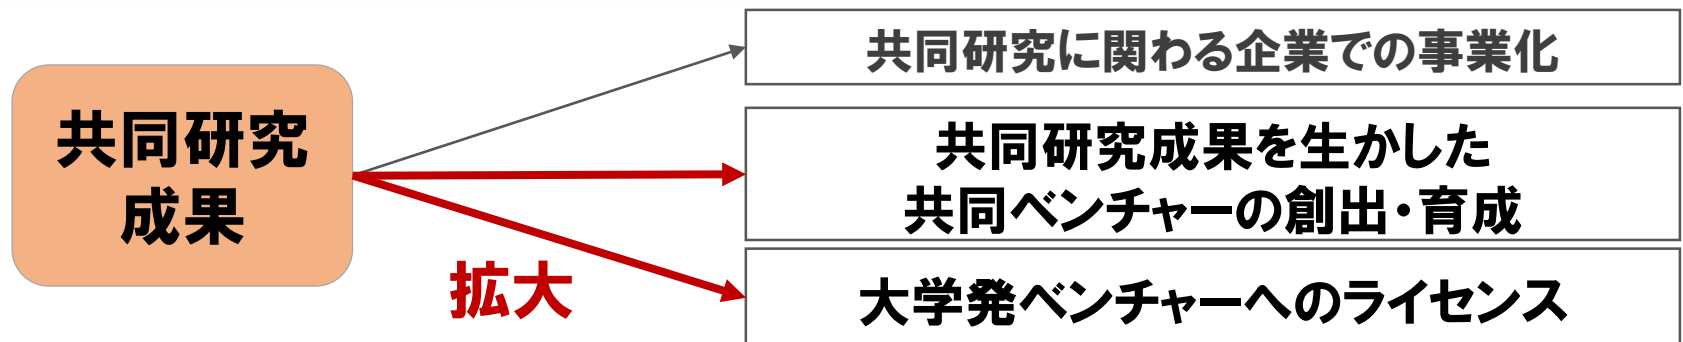 共同研究
成果
拡大
共同研究に関わる企業での事業化
共同研究成果を生かした
共同ベンチャーの創出・育成
大学発ベンチャーへのライセンス